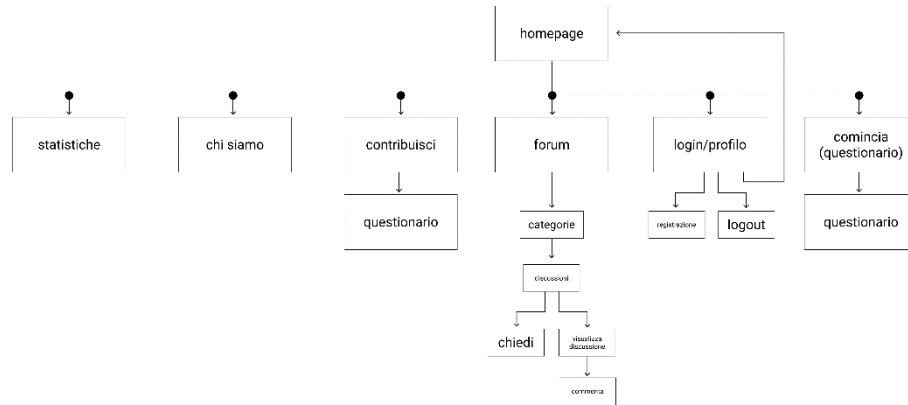 homepage
statistiche
chi siamo
contribuisci
forum
login/profilo
comincia
(questionario)
questionario
categorie
registrazione
logout
questionario
discussioni
chiedi
visualizza
discussione
commenta